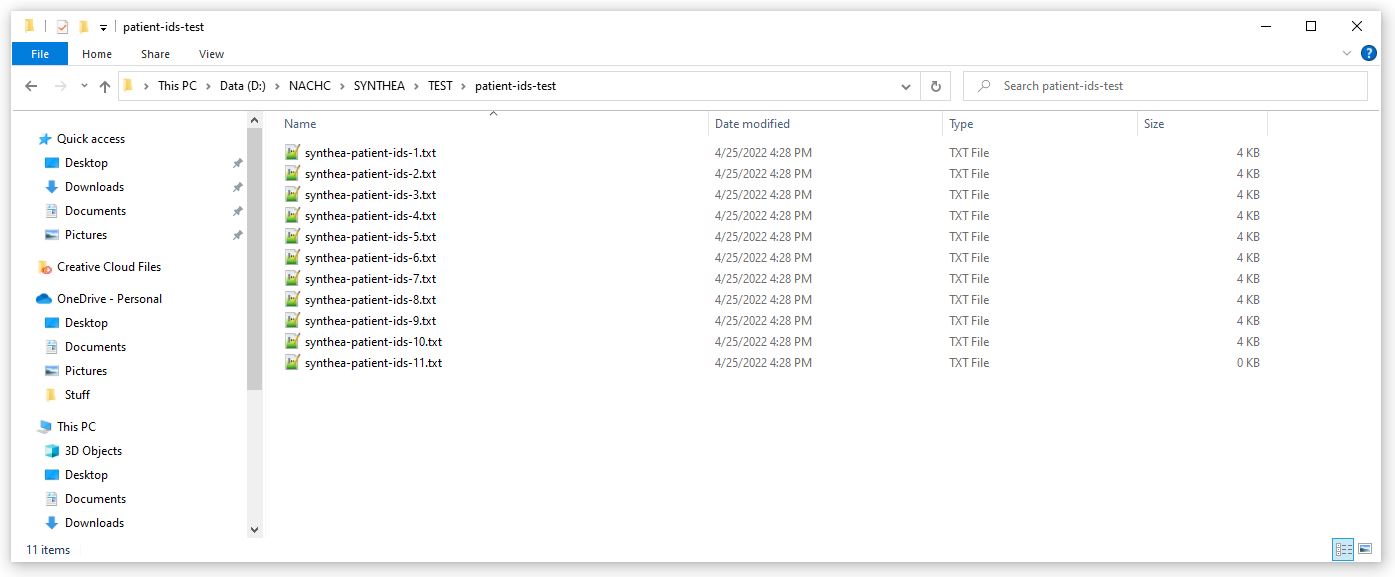 patient-ids-test
File Home Share View
This PC Data (D:) NACHC SYNTHEA TEST patient-ids-test
Search patient-ids-test
Quick access
Desktop
Downloads
Documents
Pictures
Creative Cloud Files
OneDrive - Personal
Desktop
Documents
Pictures
Stuff
This PC
3D Objects
Desktop
Documents
Downloads
Name Date modified Type Size
synthea-patient-ids-1.txt 4/25/2022 4:28 PM TXT File 4 KB
synthea-patient-ids-2.txt 4/25/2022 4:28 PM TXT File 4 KB
synthea-patient-ids-3.txt 4/25/2022 4:28 PM TXT File 4 KB
synthea-patient-ids-4.txt 4/25/2022 4:28 PM TXT File 4 KB
synthea-patient-ids-5.txt 4/25/2022 4:28 PM TXT File 4 KB
synthea-patient-ids-6.txt 4/25/2022 4:28 PM TXT File 4 KB
synthea-patient-ids-7.txt 4/25/2022 4:28 PM TXT File 4 KB
synthea-patient-ids-8.txt 4/25/2022 4:28 PM TXT File 4 KB
synthea-patient-ids-9.txt 4/25/2022 4:28 PM TXT File 4 KB
synthea-patient-ids-10.txt 4/25/2022 4:28 PM TXT File 4 KB
synthea-patient-ids-11.txt 4/25/2022 4:28 PM TXT File 0 KB
11 items